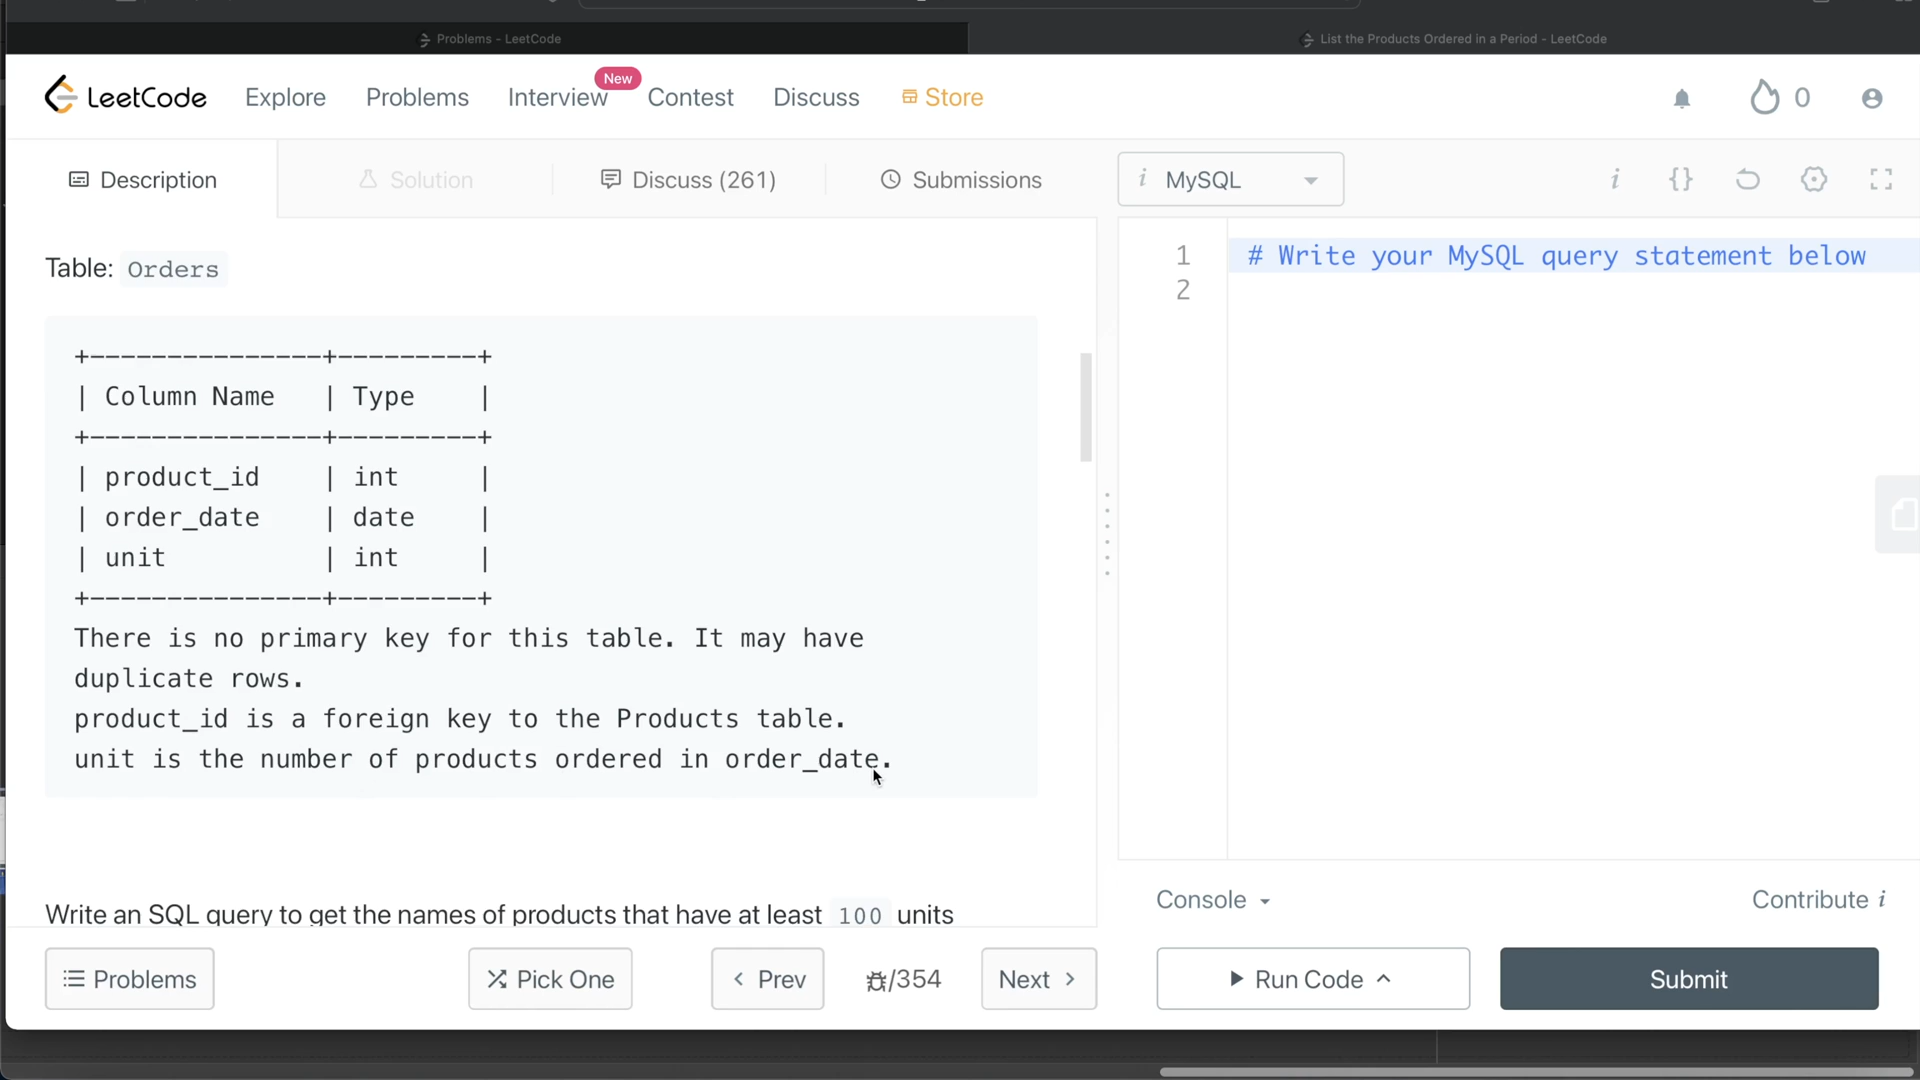 Problems - LeetCode
List the Products Ordered in a Period - LeetCode
LeetCode
Explore
Problems
Interview
New
Contest
Discuss
Store
0
Description
Solution
Discuss (261)
Submissions
i MySQL
i {}
Table: Orders
+---------------+---------+
| Column Name   | Type    |
+---------------+---------+
| product_id    | int     |
| order_date    | date    |
| unit          | int     |
+---------------+---------+
There is no primary key for this table. It may have
duplicate rows.
product_id is a foreign key to the Products table.
unit is the number of products ordered in order_date.
Write an SQL query to get the names of products that have at least 100 units
1 # Write your MySQL query statement below
2
Console
Contribute i
Problems
Pick One
Prev
/354
Next
Run Code
Submit